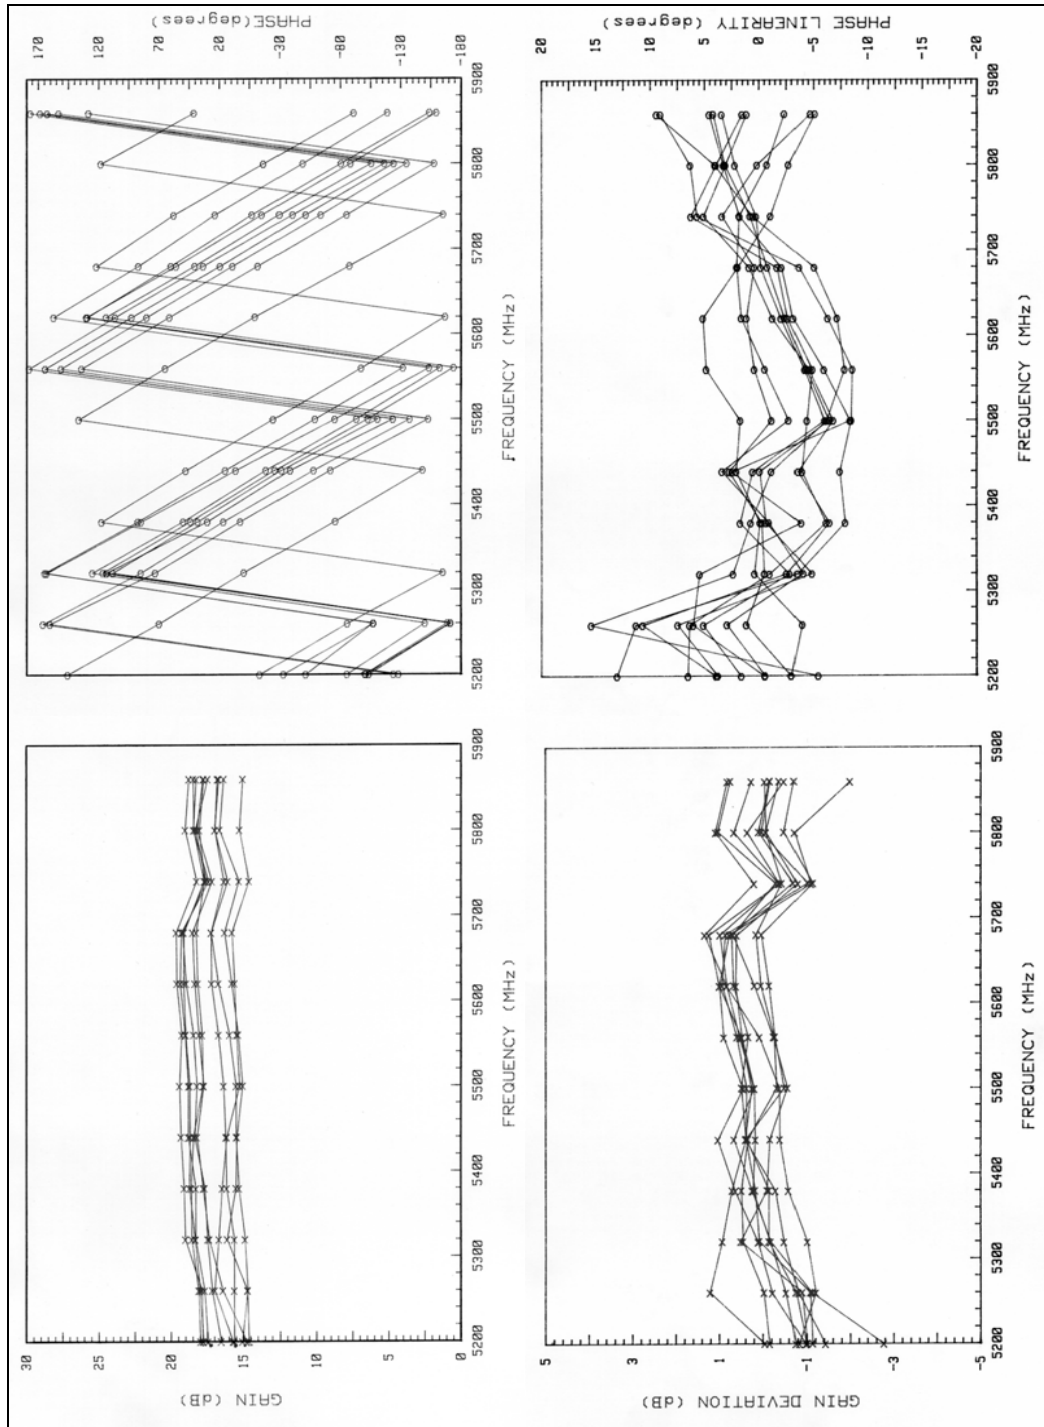 GAIN (dB)
30
25
20
15
10
5
0
5200 5300 5400 5500 5600 5700 5800 5900
FREQUENCY (MHz)
PHASE(degrees)
170
120
70
20
-30
-80
-130
-180
5200 5300 5400 5500 5600 5700 5800 5900
FREQUENCY (MHz)
GAIN DEVIATION (dB)
5
3
1
-1
-3
-5
5200 5300 5400 5500 5600 5700 5800 5900
FREQUENCY (MHz)
PHASE LINEARITY (degrees)
20
15
10
5
0
-5
-10
-15
-20
5200 5300 5400 5500 5600 5700 5800 5900
FREQUENCY (MHz)